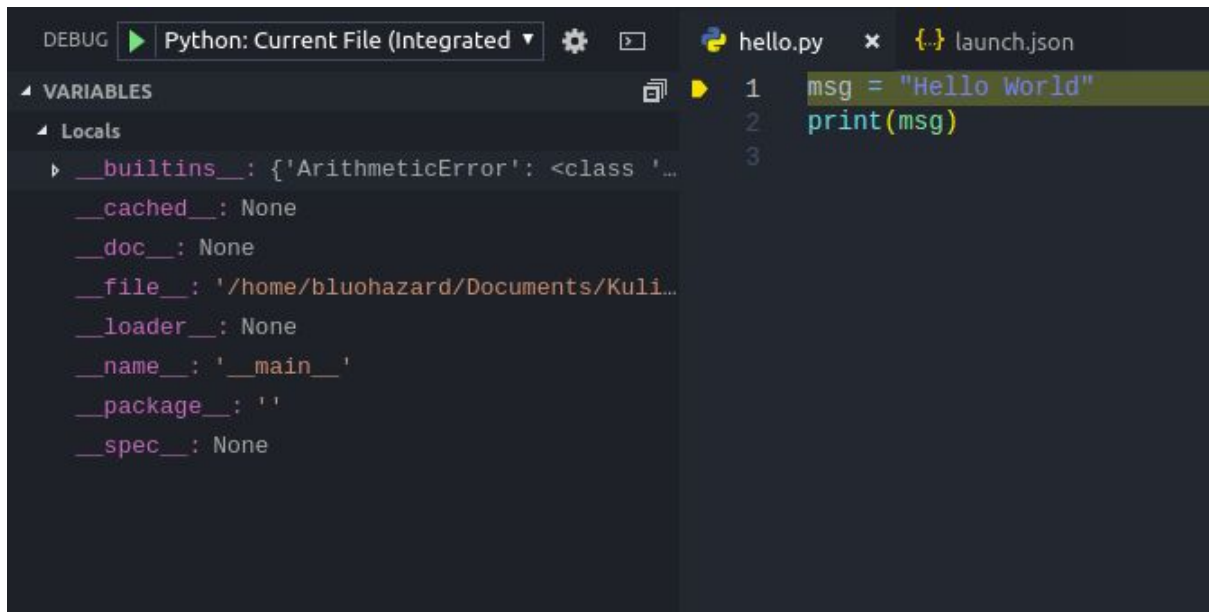 DEBUG Python: Current File (Integrated
VARIABLES
Locals
__builtins__: {'ArithmeticError': <class '…
__cached__: None
__doc__: None
__file__: '/home/bluohazard/Documents/Kuli…
__loader__: None
__name__: '__main__'
__package__: ''
__spec__: None
hello.py × {..} launch.json
1 msg = "Hello World"
2 print(msg)
3